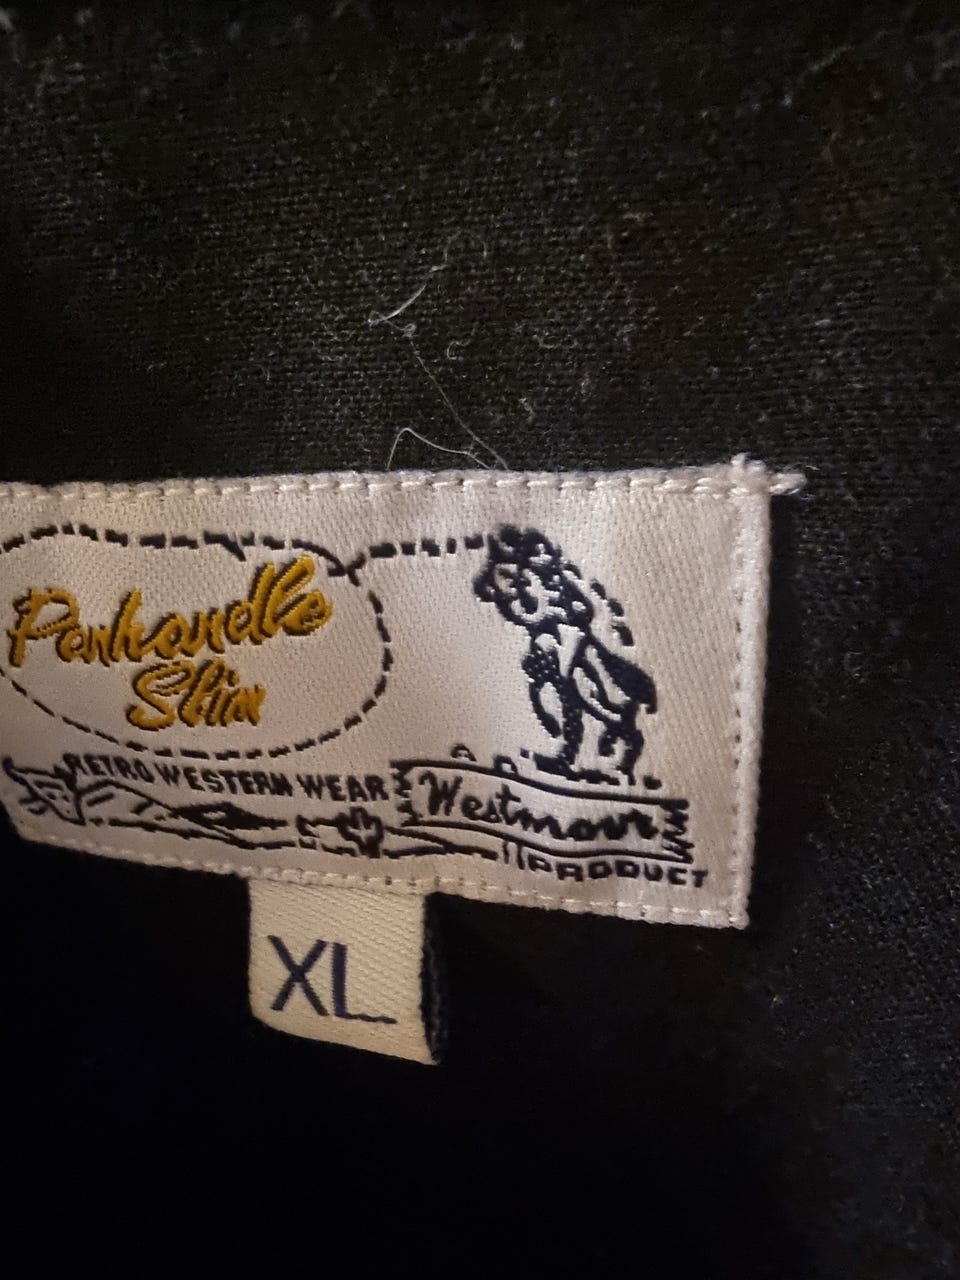 Panhandle
Slim
RETRO WESTERN WEAR
Westmoor
PRODUCT
XL